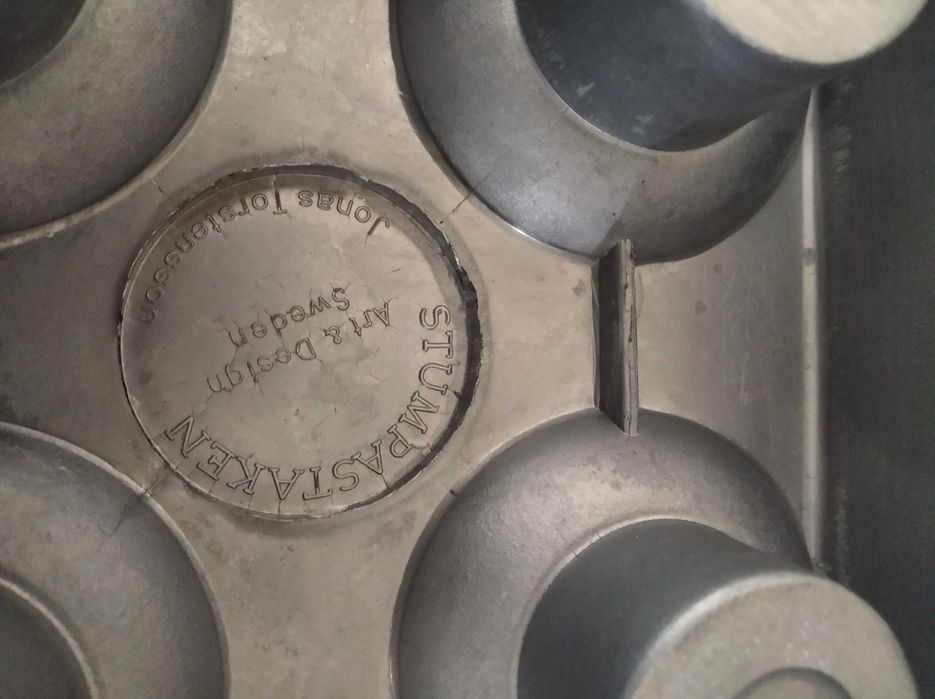 STUMPASTAKEN
Art & Design
Sweden
Jonas Torstensson